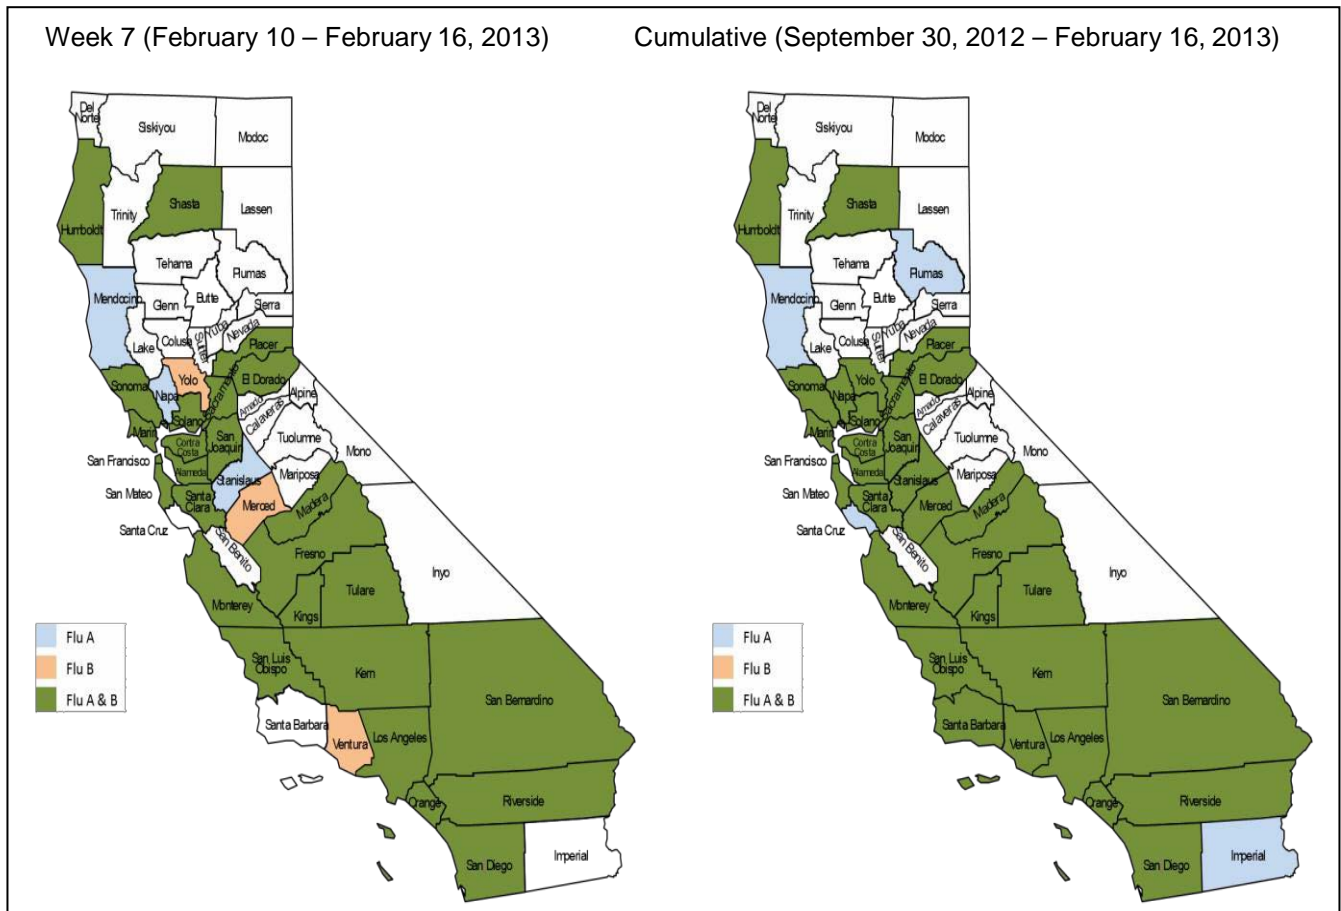 Week 7 (February 10 – February 16, 2013)
Cumulative (September 30, 2012 – February 16, 2013)
Del
Norte
Siskiyou
Modoc
Humboldt
Trinity
Shasta
Lassen
Tehama
Plumas
Mendocino
Glenn
Butte
Sierra
Lake
Colusa
Sutter
Yuba
Nevada
Placer
Sonoma
Napa
Yolo
Sacramento
El Dorado
Alpine
Amado
Calaveras
Marin
Solano
Contra
Costa
San
Joaquin
Tuolumne
Mono
San Francisco
Alameda
Stanislaus
Mariposa
San Mateo
Santa
Clara
Merced
Madera
Santa Cruz
San Benito
Fresno
Inyo
Monterey
Kings
Tulare
San Luis
Obispo
Kern
San Bernardino
Santa Barbara
Ventura
Los Angeles
Orange
Riverside
San Diego
Imperial
Flu A
Flu B
Flu A & B
Del
Norte
Siskiyou
Modoc
Humboldt
Trinity
Shasta
Lassen
Tehama
Plumas
Mendocino
Glenn
Butte
Sierra
Lake
Colusa
Sutter
Yuba
Nevada
Placer
Sonoma
Napa
Yolo
Sacramento
El Dorado
Alpine
Amado
Calaveras
Marin
Solano
Contra
Costa
San
Joaquin
Tuolumne
Mono
San Francisco
Alameda
Stanislaus
Mariposa
San Mateo
Santa
Clara
Merced
Madera
Santa Cruz
San Benito
Fresno
Inyo
Monterey
Kings
Tulare
San Luis
Obispo
Kern
San Bernardino
Santa Barbara
Ventura
Los Angeles
Orange
Riverside
San Diego
Imperial
Flu A
Flu B
Flu A & B